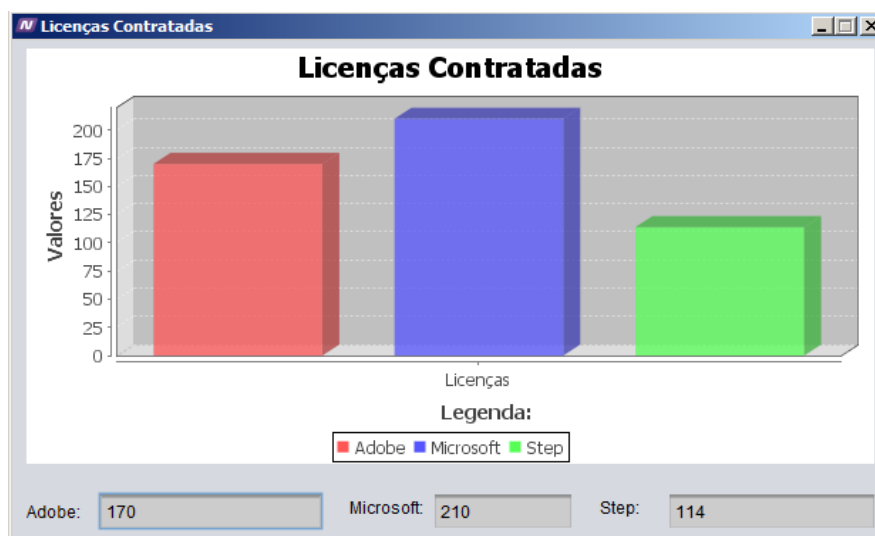 Licenças Contratadas
Licenças Contratadas
Valores
200
175
150
125
100
75
50
25
0
Licenças
Legenda:
Adobe Microsoft Step
Adobe: 170 Microsoft: 210 Step: 114